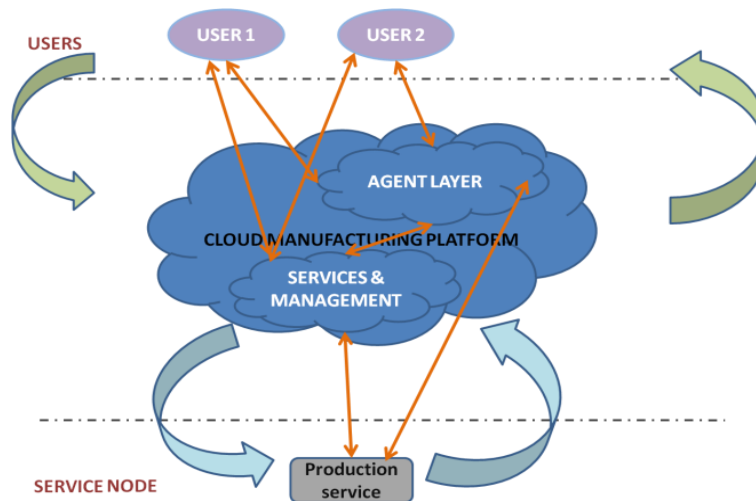 USER 1
USER 2
USERS
AGENT LAYER
CLOUD MANUFACTURING PLATFORM
SERVICES &
MANAGEMENT
Production
service
SERVICE NODE